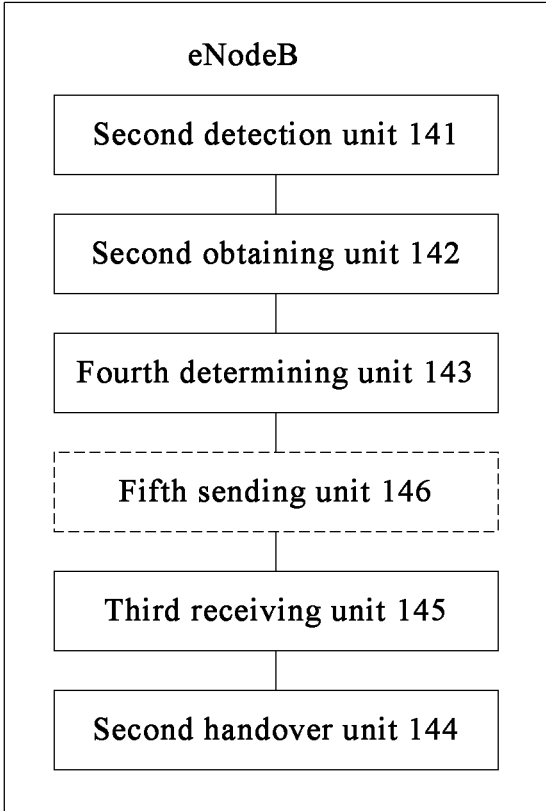 eNodeB
Second detection unit 141
Second obtaining unit 142
Fourth determining unit 143
Fifth sending unit 146
Third receiving unit 145
Second handover unit 144